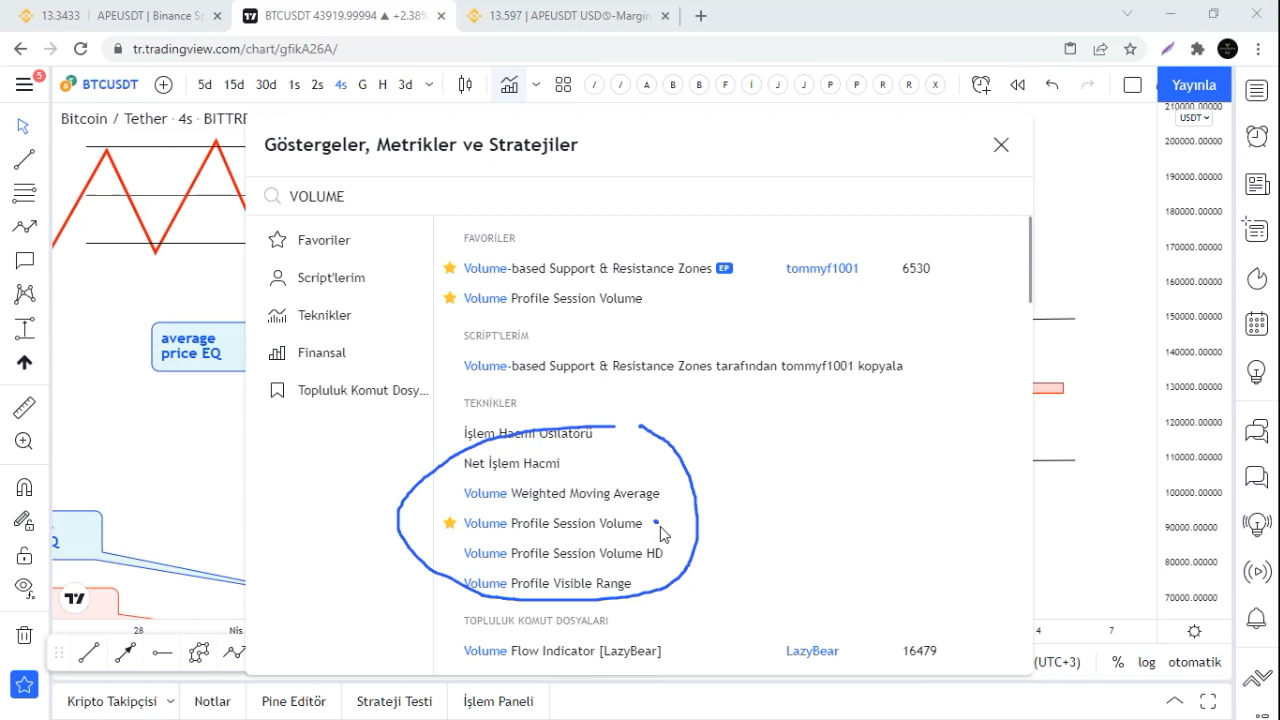 13.3433 | APEUSDT | Binance S
BTCUSDT 43919.99994 ▲ +2.38%
13.597 | APEUSDT USDⓈ-Margin
tr.tradingview.com/chart/gfikA26A/
5
BTCUSDT
5d 15d 30d 1s 2s 4s G H 3d
/ / A B B F İ J J P P R R X
Yayınla
Bitcoin / Tether · 4s · BITTRE
Göstergeler, Metrikler ve Stratejiler
VOLUME
Favoriler
Script'lerim
Teknikler
Finansal
Topluluk Komut Dosy...
FAVORİLER
Volume-based Support & Resistance Zones EP tommyf1001 6530
Volume Profile Session Volume
SCRİPT'LERİM
Volume-based Support & Resistance Zones tarafından tommyf1001 kopyala
TEKNİKLER
İşlem Hacmi Osilatörü
Net İşlem Hacmi
Volume Weighted Moving Average
Volume Profile Session Volume
Volume Profile Session Volume HD
Volume Profile Visible Range
TOPLULUK KOMUT DOSYALARI
Volume Flow Indicator [LazyBear] LazyBear 16479
average
price EQ
Q
210000.00000
USDT
200000.00000
190000.00000
180000.00000
170000.00000
160000.00000
150000.00000
140000.00000
130000.00000
120000.00000
110000.00000
100000.00000
90000.00000
80000.00000
70000.00000
28 Nis 4 7
(UTC+3) % log otomatik
Kripto Takipçisi Notlar Pine Editör Strateji Testi İşlem Paneli